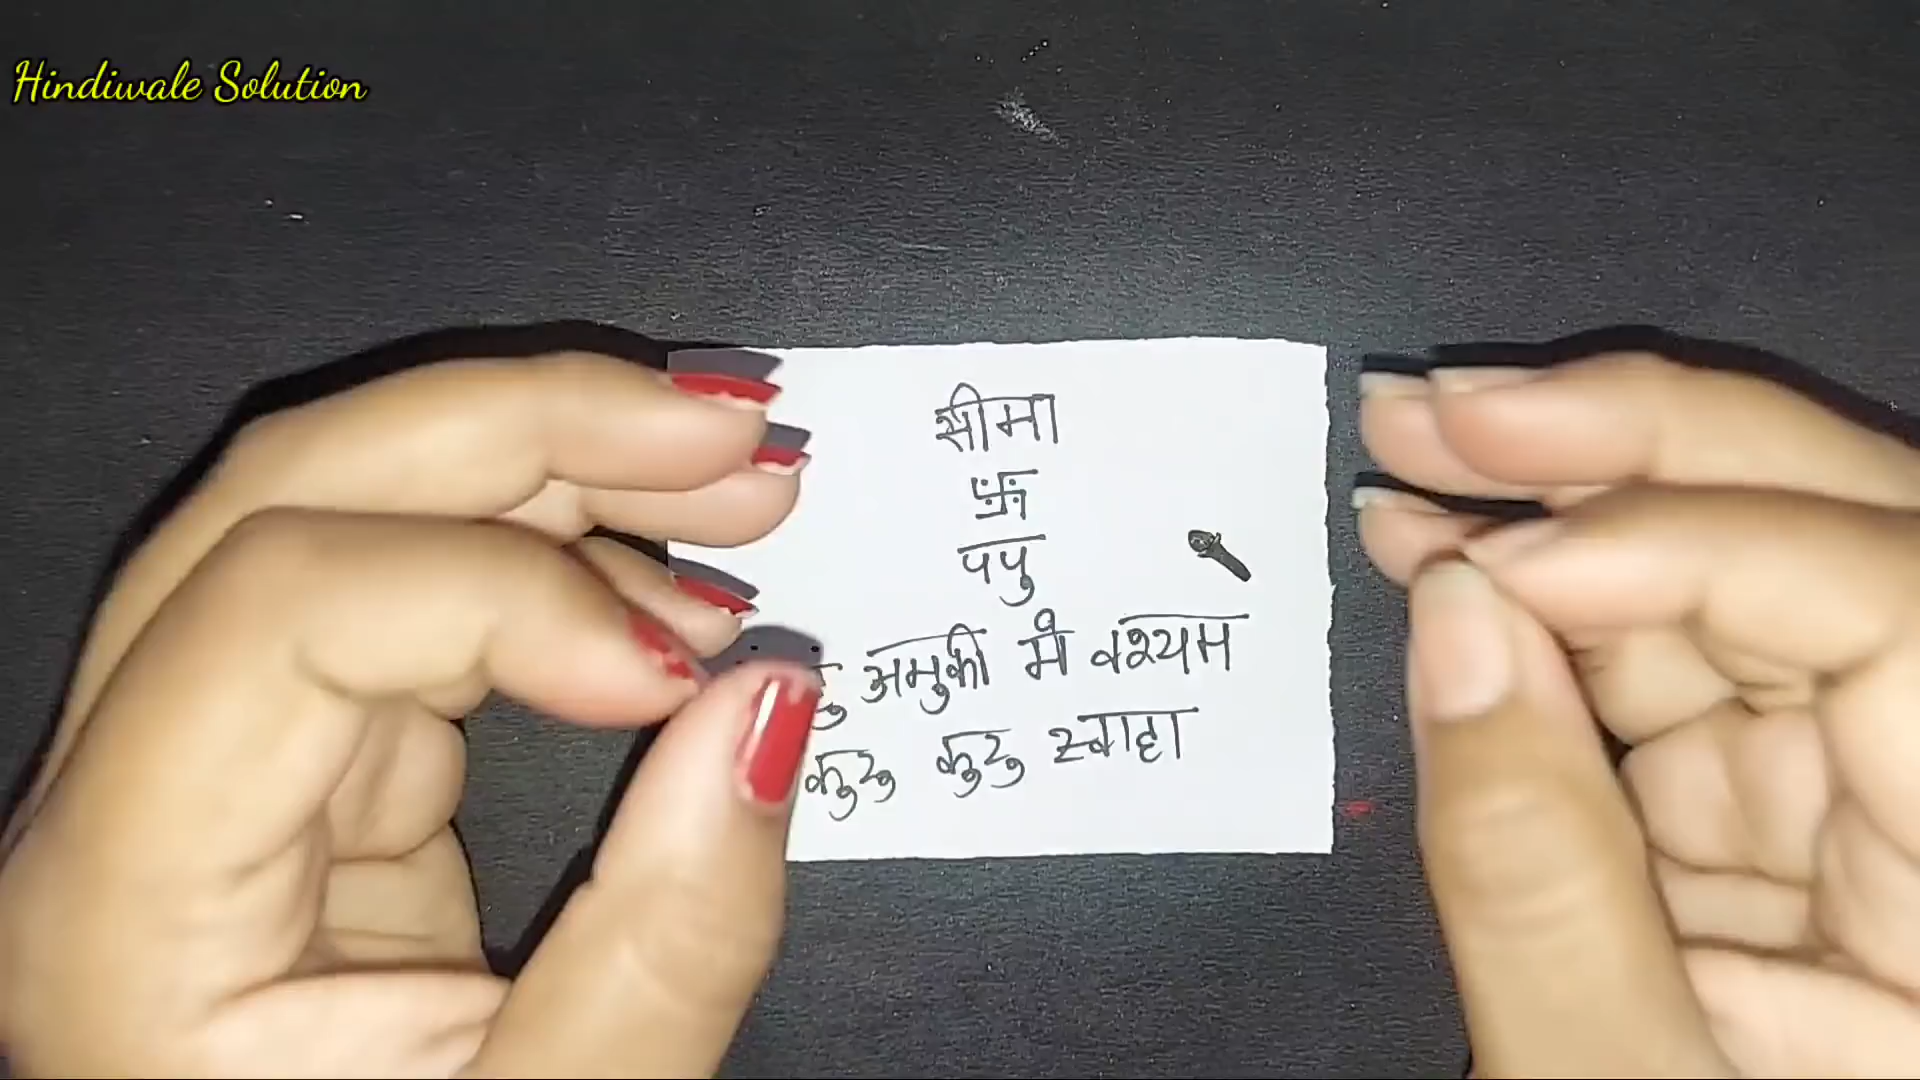 Hindiwale Solution
सीमा
पपु
अमुकी मे वश्यम
कुरु कुरु स्वाहा